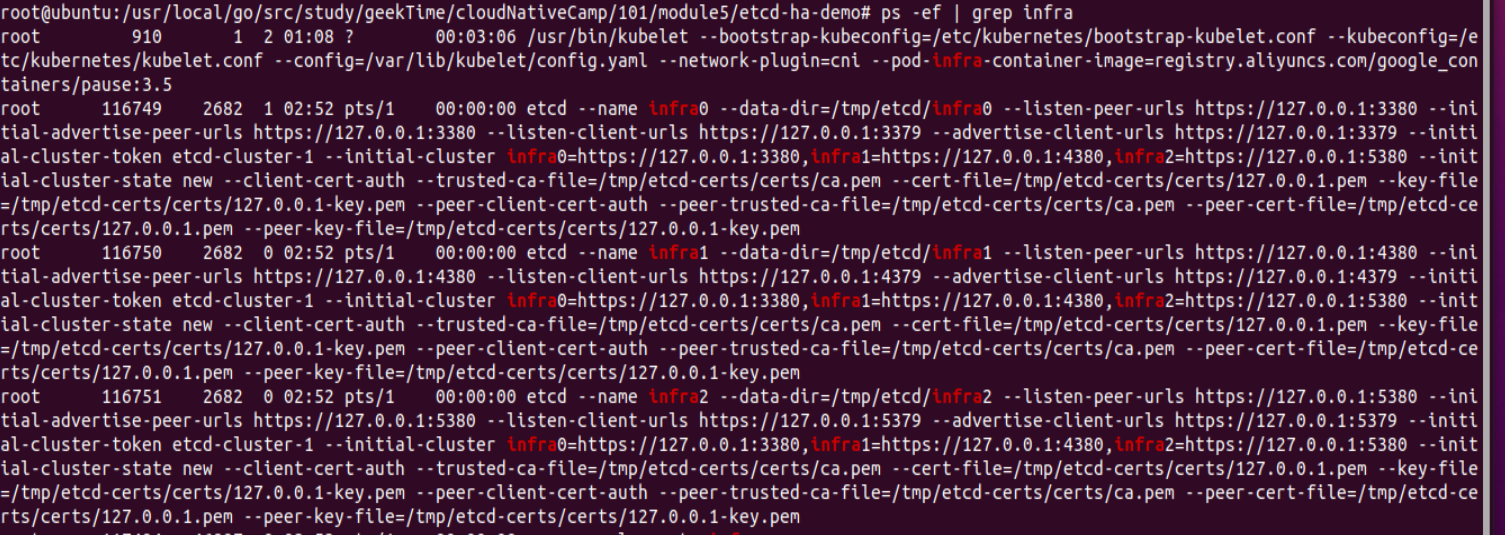 root@ubuntu:/usr/local/go/src/study/geekTime/cloudNativeCamp/101/module5/etcd-ha-demo# ps -ef | grep infra
root         910       1  2 01:08 ?        00:03:06 /usr/bin/kubelet --bootstrap-kubeconfig=/etc/kubernetes/bootstrap-kubelet.conf --kubeconfig=/e
tc/kubernetes/kubelet.conf --config=/var/lib/kubelet/config.yaml --network-plugin=cni --pod-infra-container-image=registry.aliyuncs.com/google_con
tainers/pause:3.5
root      116749    2682  1 02:52 pts/1    00:00:00 etcd --name infra0 --data-dir=/tmp/etcd/infra0 --listen-peer-urls https://127.0.0.1:3380 --ini
tial-advertise-peer-urls https://127.0.0.1:3380 --listen-client-urls https://127.0.0.1:3379 --advertise-client-urls https://127.0.0.1:3379 --initi
al-cluster-token etcd-cluster-1 --initial-cluster infra0=https://127.0.0.1:3380,infra1=https://127.0.0.1:4380,infra2=https://127.0.0.1:5380 --init
ial-cluster-state new --client-cert-auth --trusted-ca-file=/tmp/etcd-certs/certs/ca.pem --cert-file=/tmp/etcd-certs/certs/127.0.0.1.pem --key-file
=/tmp/etcd-certs/certs/127.0.0.1-key.pem --peer-client-cert-auth --peer-trusted-ca-file=/tmp/etcd-certs/certs/ca.pem --peer-cert-file=/tmp/etcd-ce
rts/certs/127.0.0.1.pem --peer-key-file=/tmp/etcd-certs/certs/127.0.0.1-key.pem
root      116750    2682  0 02:52 pts/1    00:00:00 etcd --name infra1 --data-dir=/tmp/etcd/infra1 --listen-peer-urls https://127.0.0.1:4380 --ini
tial-advertise-peer-urls https://127.0.0.1:4380 --listen-client-urls https://127.0.0.1:4379 --advertise-client-urls https://127.0.0.1:4379 --initi
al-cluster-token etcd-cluster-1 --initial-cluster infra0=https://127.0.0.1:3380,infra1=https://127.0.0.1:4380,infra2=https://127.0.0.1:5380 --init
ial-cluster-state new --client-cert-auth --trusted-ca-file=/tmp/etcd-certs/certs/ca.pem --cert-file=/tmp/etcd-certs/certs/127.0.0.1.pem --key-file
=/tmp/etcd-certs/certs/127.0.0.1-key.pem --peer-client-cert-auth --peer-trusted-ca-file=/tmp/etcd-certs/certs/ca.pem --peer-cert-file=/tmp/etcd-ce
rts/certs/127.0.0.1.pem --peer-key-file=/tmp/etcd-certs/certs/127.0.0.1-key.pem
root      116751    2682  0 02:52 pts/1    00:00:00 etcd --name infra2 --data-dir=/tmp/etcd/infra2 --listen-peer-urls https://127.0.0.1:5380 --ini
tial-advertise-peer-urls https://127.0.0.1:5380 --listen-client-urls https://127.0.0.1:5379 --advertise-client-urls https://127.0.0.1:5379 --initi
al-cluster-token etcd-cluster-1 --initial-cluster infra0=https://127.0.0.1:3380,infra1=https://127.0.0.1:4380,infra2=https://127.0.0.1:5380 --init
ial-cluster-state new --client-cert-auth --trusted-ca-file=/tmp/etcd-certs/certs/ca.pem --cert-file=/tmp/etcd-certs/certs/127.0.0.1.pem --key-file
=/tmp/etcd-certs/certs/127.0.0.1-key.pem --peer-client-cert-auth --peer-trusted-ca-file=/tmp/etcd-certs/certs/ca.pem --peer-cert-file=/tmp/etcd-ce
rts/certs/127.0.0.1.pem --peer-key-file=/tmp/etcd-certs/certs/127.0.0.1-key.pem